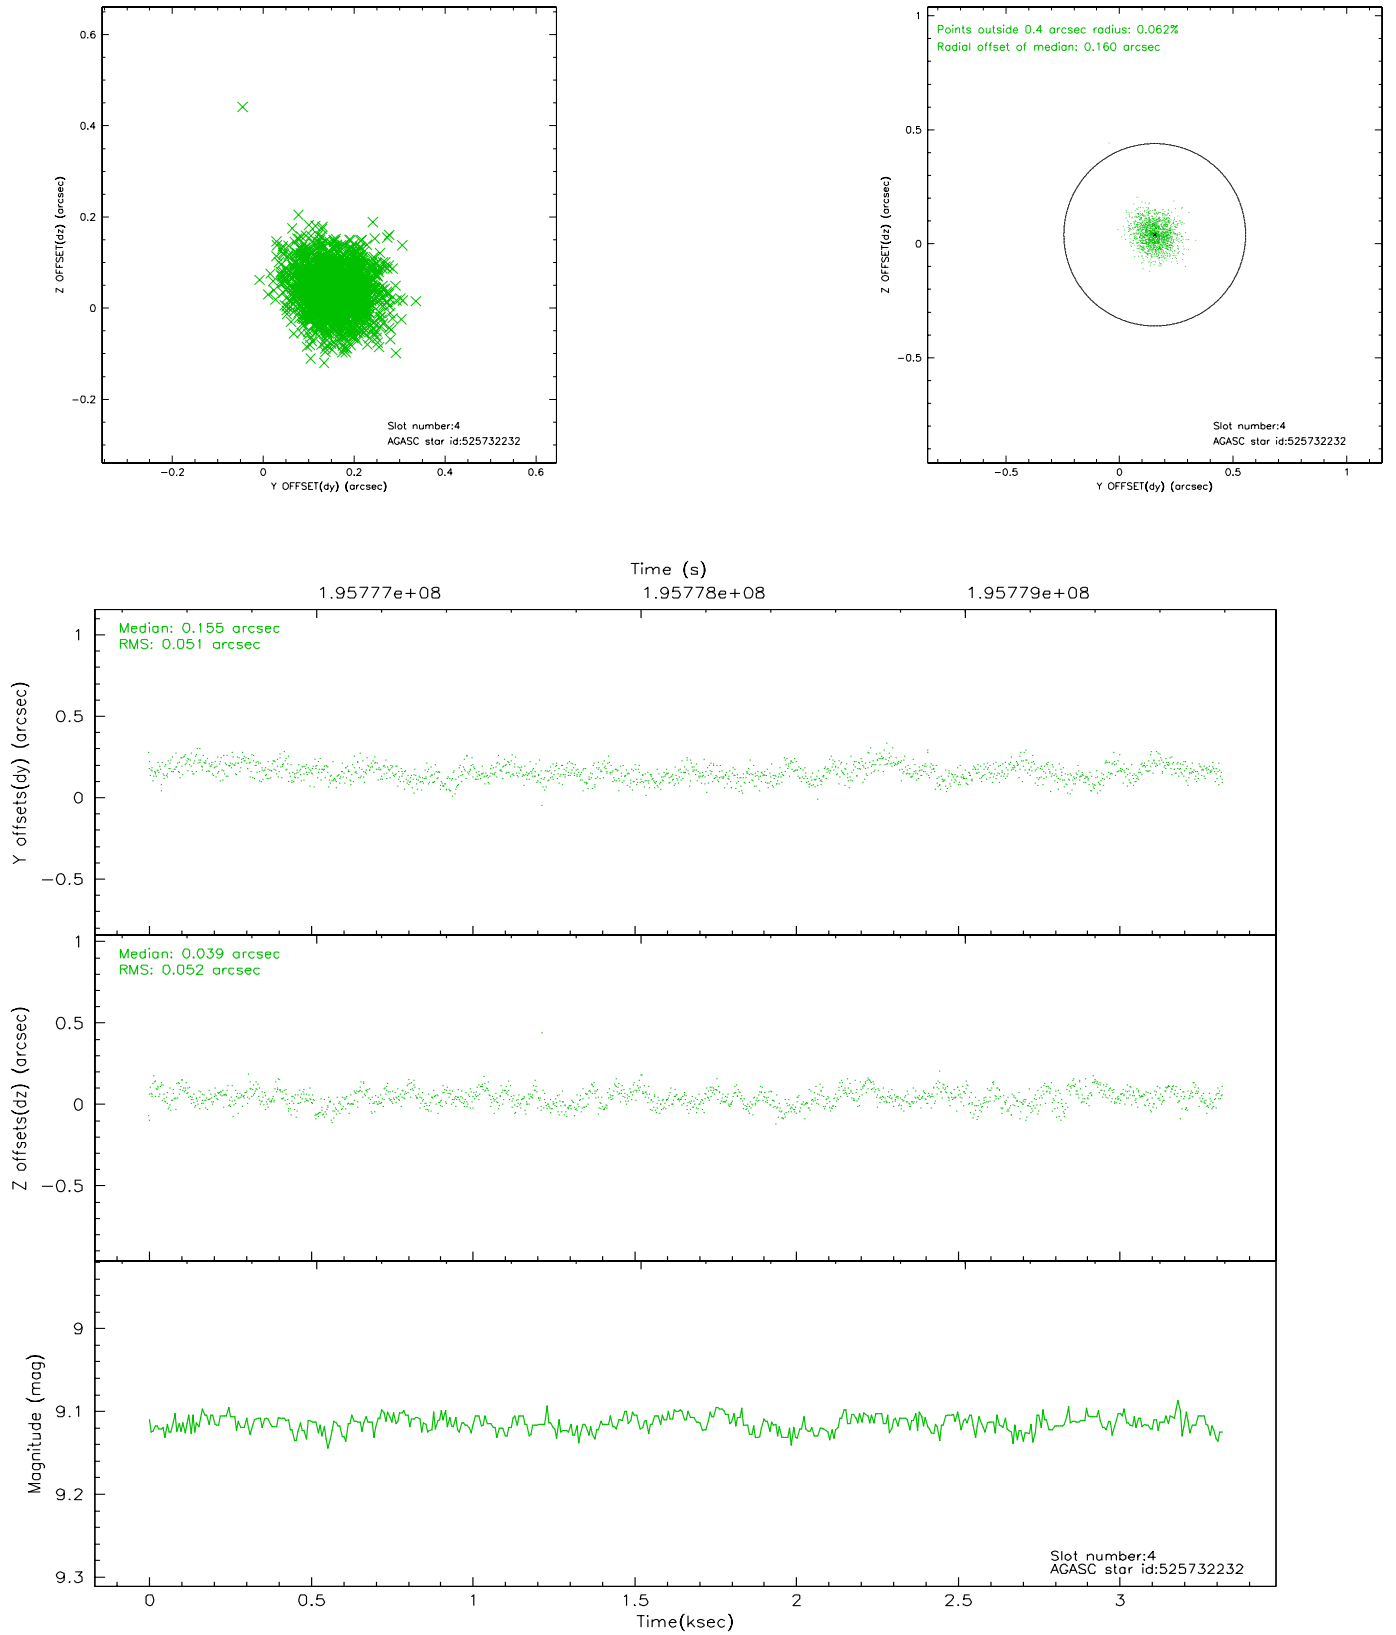 0.6
0.4
0.2
0
−0.2
Z OFFSET(dz) (arcsec)
Slot number:4
AGASC star id:525732232
−0.2 0 0.2 0.4 0.6
Y OFFSET(dy) (arcsec)
Points outside 0.4 arcsec radius: 0.062%
Radial offset of median: 0.160 arcsec
1
0.5
0
−0.5
Z OFFSET(dz) (arcsec)
Slot number:4
AGASC star id:525732232
−0.5 0 0.5 1
Y OFFSET(dy) (arcsec)
Time (s)
1.95777e+08 1.95778e+08 1.95779e+08
Median: 0.155 arcsec
RMS: 0.051 arcsec
1
0.5
0
−0.5
Y offsets(dy) (arcsec)
Median: 0.039 arcsec
RMS: 0.052 arcsec
1
0.5
0
−0.5
Z offsets(dz) (arcsec)
9
9.1
9.2
9.3
Magnitude (mag)
Slot number:4
AGASC star id:525732232
0 0.5 1 1.5 2 2.5 3
Time(ksec)